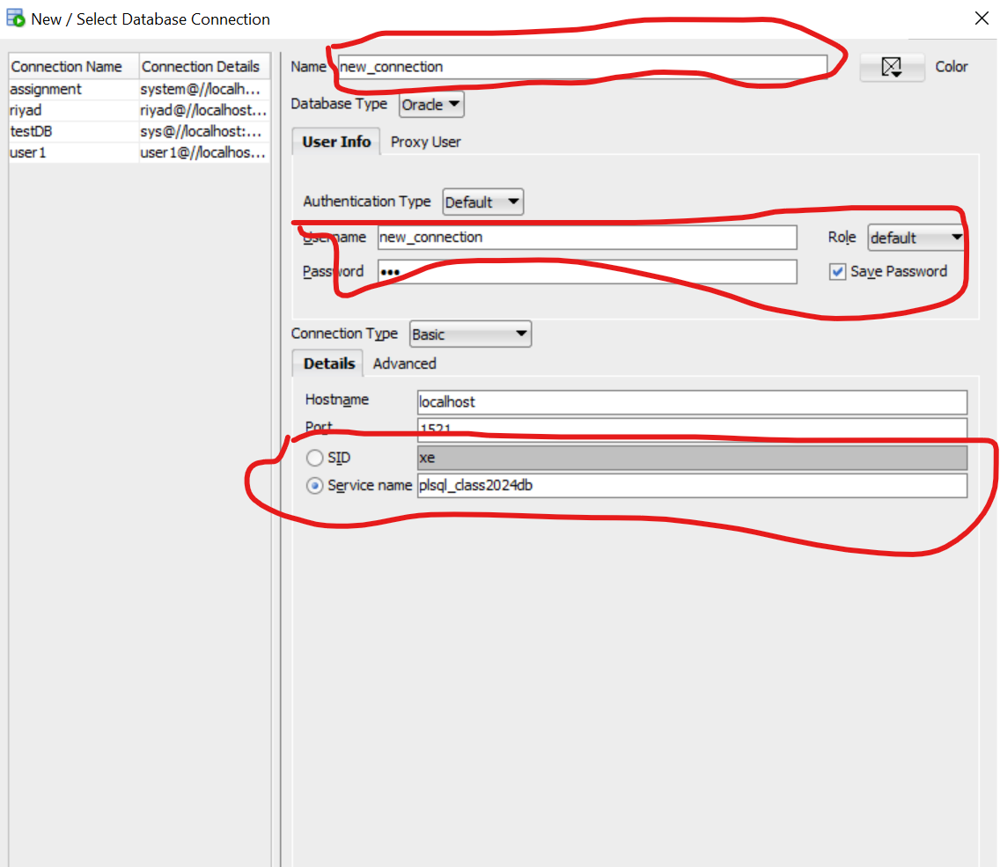 New / Select Database Connection
Connection Name Connection Details
assignment system@//localh...
riyad riyad@//localhost...
testDB sys@//localhost:...
user1 user1@//localhos...
Name new_connection Color
Database Type Oracle
User Info Proxy User
Authentication Type Default
Username new_connection Role default
Password ••• Save Password
Connection Type Basic
Details Advanced
Hostname localhost
Port 1521
SID xe
Service name plsql_class2024db